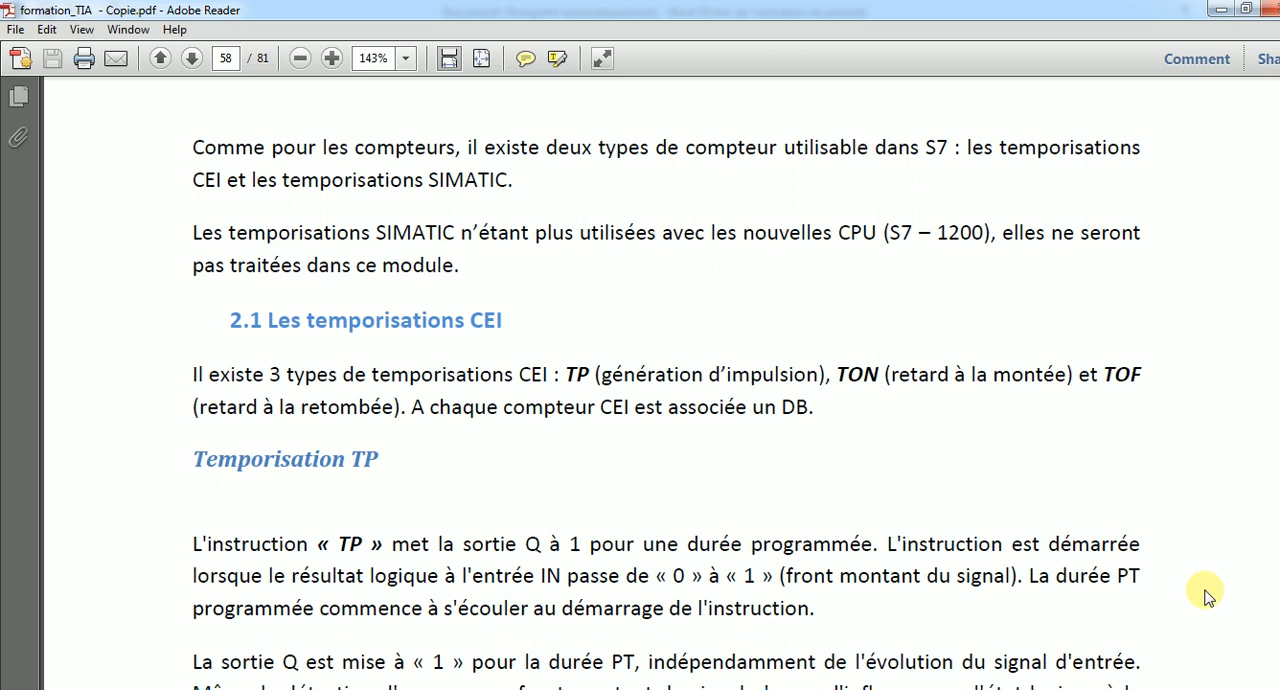 formation_TIA - Copie.pdf - Adobe Reader
File Edit View Window Help
58 / 81 143% Comment Sha
Comme pour les compteurs, il existe deux types de compteur utilisable dans S7 : les temporisations
CEI et les temporisations SIMATIC.
Les temporisations SIMATIC n’étant plus utilisées avec les nouvelles CPU (S7 – 1200), elles ne seront
pas traitées dans ce module.
2.1 Les temporisations CEI
Il existe 3 types de temporisations CEI : TP (génération d’impulsion), TON (retard à la montée) et TOF
(retard à la retombée). A chaque compteur CEI est associée un DB.
Temporisation TP
L'instruction « TP » met la sortie Q à 1 pour une durée programmée. L'instruction est démarrée
lorsque le résultat logique à l'entrée IN passe de « 0 » à « 1 » (front montant du signal). La durée PT
programmée commence à s'écouler au démarrage de l'instruction.
La sortie Q est mise à « 1 » pour la durée PT, indépendamment de l'évolution du signal d'entrée.